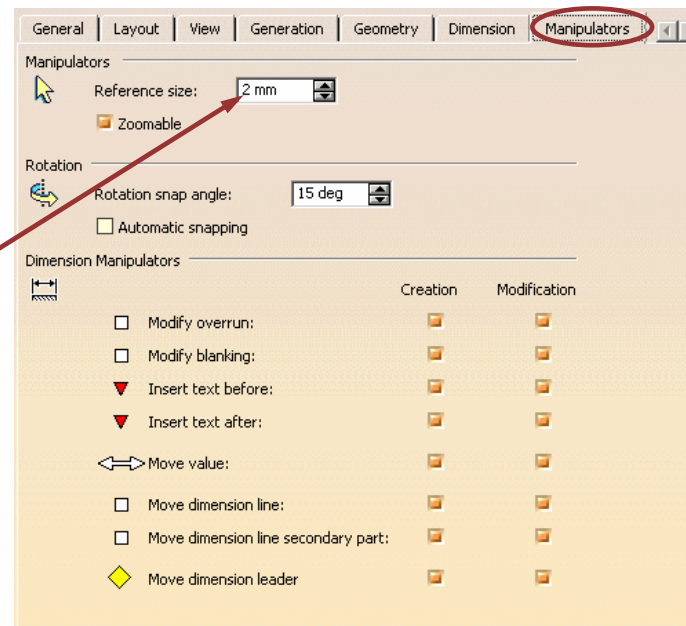 General Layout View Generation Geometry Dimension Manipulators
Manipulators
Reference size: 2 mm
Zoomable
Rotation
Rotation snap angle: 15 deg
Automatic snapping
Dimension Manipulators
Creation Modification
Modify overrun:
Modify blanking:
Insert text before:
Insert text after:
Move value:
Move dimension line:
Move dimension line secondary part:
Move dimension leader